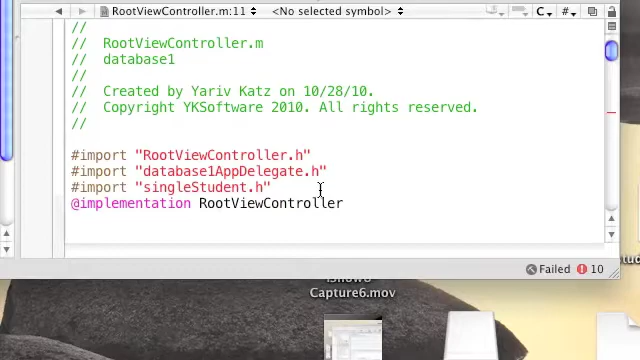 RootViewController.m:11 <No selected symbol> C #
//
// RootViewController.m
// database1
//
// Created by Yariv Katz on 10/28/10.
// Copyright YKSoftware 2010. All rights reserved.
//
#import "RootViewController.h"
#import "database1AppDelegate.h"
#import "singleStudent.h"
@implementation RootViewController
Failed 10
Capture6.mov